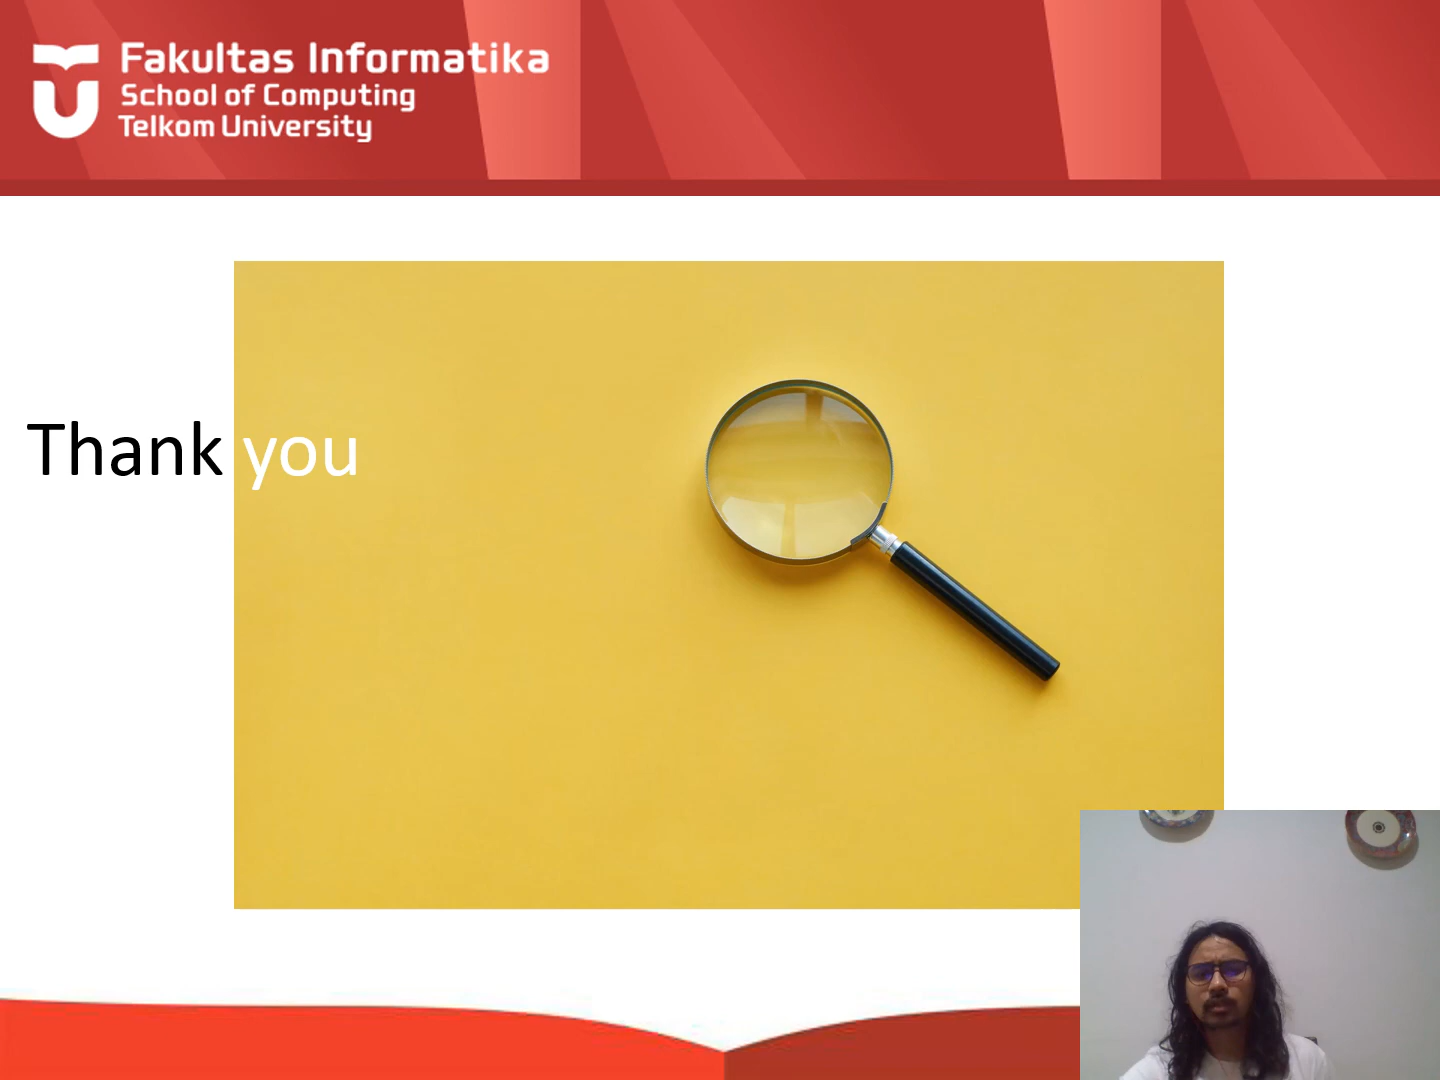 Fakultas Informatika
School of Computing
Telkom University
Thank you